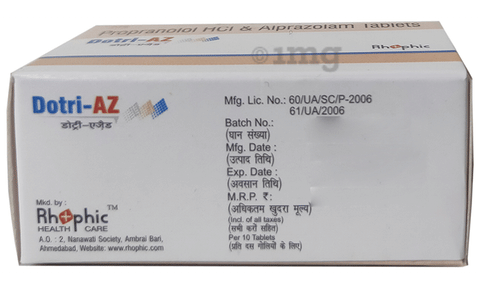 Propranolol HCl & Alprazolam Tablets
Dotri-AZ
1mg
Rhophic
Dotri-AZ
डोट्री-एजैड
Mfg. Lic. No.: 60/UA/SC/P-2006
61/UA/2006
Batch No.:
(घान संख्या)
Mfg. Date :
(उत्पाद तिथि)
Exp. Date :
(अवसान तिथि)
M.R.P. ₹:
(अधिकतम खुदरा मूल्य)
(Incl. of all taxes)
(सभी करों सहित)
Per 10 Tablets
(प्रति दस गोलियों के लिए)
Mkd. by :
Rhophic™
HEALTH CARE
A.O. : 2, Nanawati Society, Ambrai Bari,
Ahmedabad, Website: www.rhophic.com